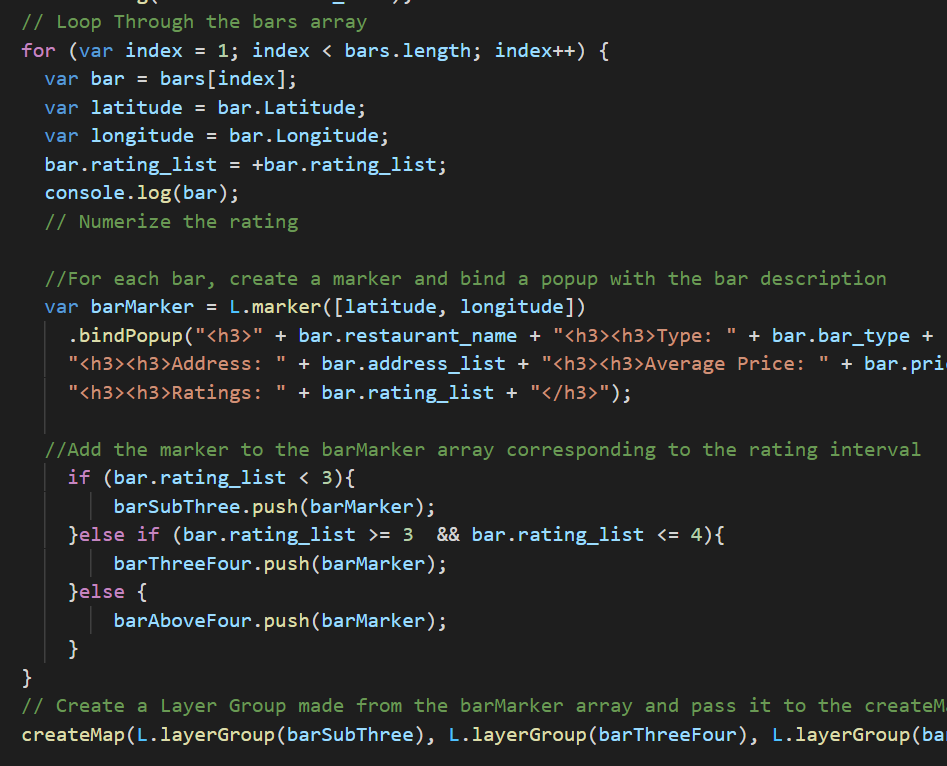 // Loop Through the bars array
for (var index = 1; index < bars.length; index++) {
var bar = bars[index];
var latitude = bar.Latitude;
var longitude = bar.Longitude;
bar.rating_list = +bar.rating_list;
console.log(bar);
// Numerize the rating
//For each bar, create a marker and bind a popup with the bar description
var barMarker = L.marker([latitude, longitude])
.bindPopup("<h3>" + bar.restaurant_name + "<h3><h3>Type: " + bar.bar_type +
"<h3><h3>Address: " + bar.address_list + "<h3><h3>Average Price: " + bar.pri
"<h3><h3>Ratings: " + bar.rating_list + "</h3>");
//Add the marker to the barMarker array corresponding to the rating interval
if (bar.rating_list < 3){
barSubThree.push(barMarker);
}else if (bar.rating_list >= 3  && bar.rating_list <= 4){
barThreeFour.push(barMarker);
}else {
barAboveFour.push(barMarker);
}
}
// Create a Layer Group made from the barMarker array and pass it to the createM
createMap(L.layerGroup(barSubThree), L.layerGroup(barThreeFour), L.layerGroup(ba